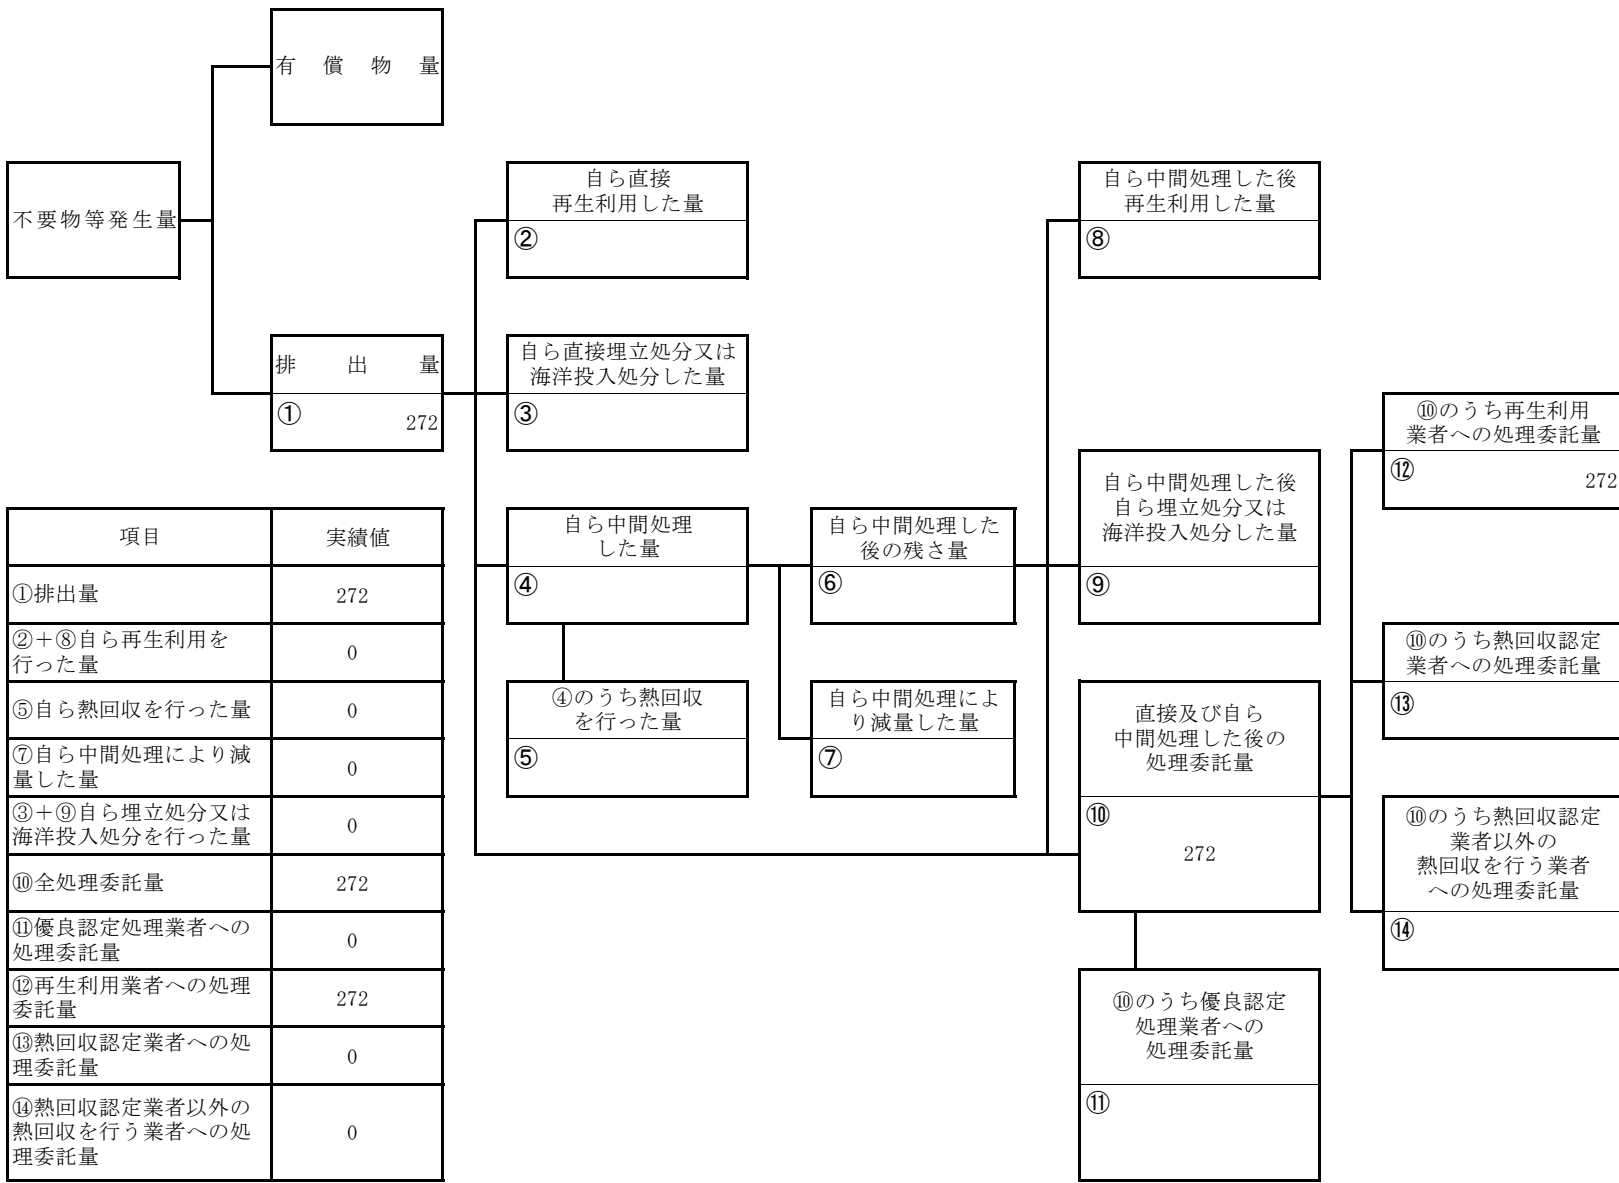 有償物量
不要物等発生量
排出量
①
272
自ら直接
再生利用した量
②
自ら直接埋立処分又は
海洋投入処分した量
③
自ら中間処理
した量
④
④のうち熱回収
を行った量
⑤
自ら中間処理した
後の残さ量
⑥
自ら中間処理によ
り減量した量
⑦
自ら中間処理した後
再生利用した量
⑧
自ら中間処理した後
自ら埋立処分又は
海洋投入処分した量
⑨
直接及び自ら
中間処理した後の
処理委託量
⑩
272
⑩のうち優良認定
処理業者への
処理委託量
⑪
⑩のうち再生利用
業者への処理委託量
⑫
272
⑩のうち熱回収認定
業者への処理委託量
⑬
⑩のうち熱回収認定
業者以外の
熱回収を行う業者
への処理委託量
⑭
項目 実績値
①排出量 272
②+⑧自ら再生利用を
行った量 0
⑤自ら熱回収を行った量 0
⑦自ら中間処理により減
量した量 0
③+⑨自ら埋立処分又は
海洋投入処分を行った量 0
⑩全処理委託量 272
⑪優良認定処理業者への
処理委託量 0
⑫再生利用業者への処理
委託量 272
⑬熱回収認定業者への処
理委託量 0
⑭熱回収認定業者以外の
熱回収を行う業者への処
理委託量 0